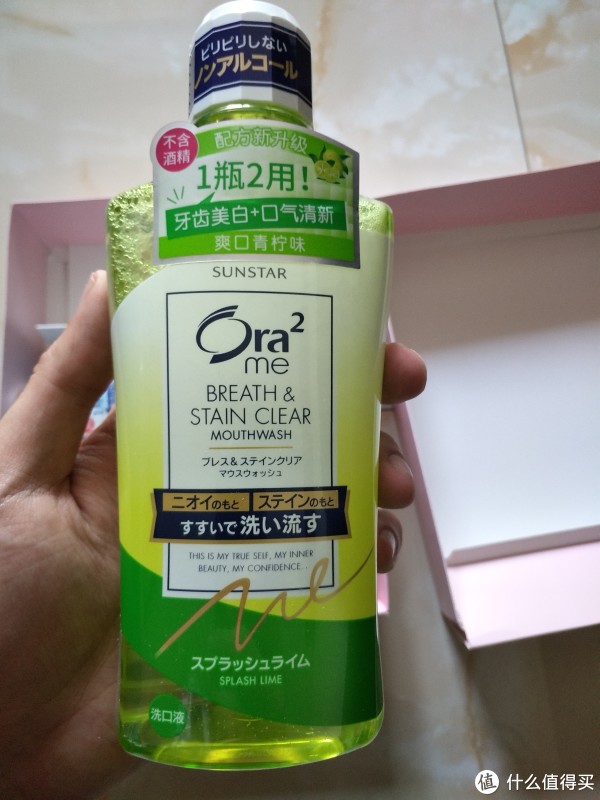 ピリピリしない
ノンアルコール
不含
酒精
配方新升级
1瓶2用!
牙齿美白+口气清新
爽口青柠味
SUNSTAR
Ora²
me
BREATH &
STAIN CLEAR
MOUTHWASH
ブレス&ステインクリア
マウスウォッシュ
ニオイのもと ステインのもと
すすいで洗い流す
THIS IS MY TRUE SELF, MY INNER
BEAUTY, MY CONFIDENCE. .
me
スプラッシュライム
SPLASH LIME
洗口液
值 什么值得买